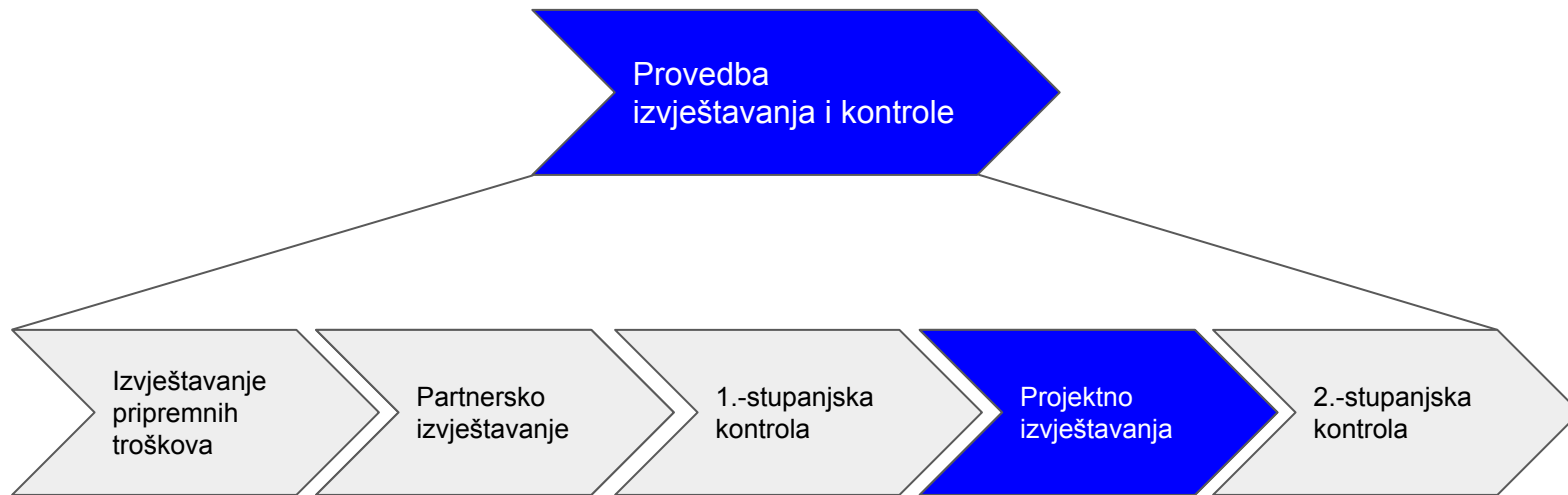 Provedba
izvještavanja i kontrole
Izvještavanje
pripremnih
troškova
Partnersko
izvještavanje
1.-stupanjska
kontrola
Projektno
izvještavanja
2.-stupanjska
kontrola